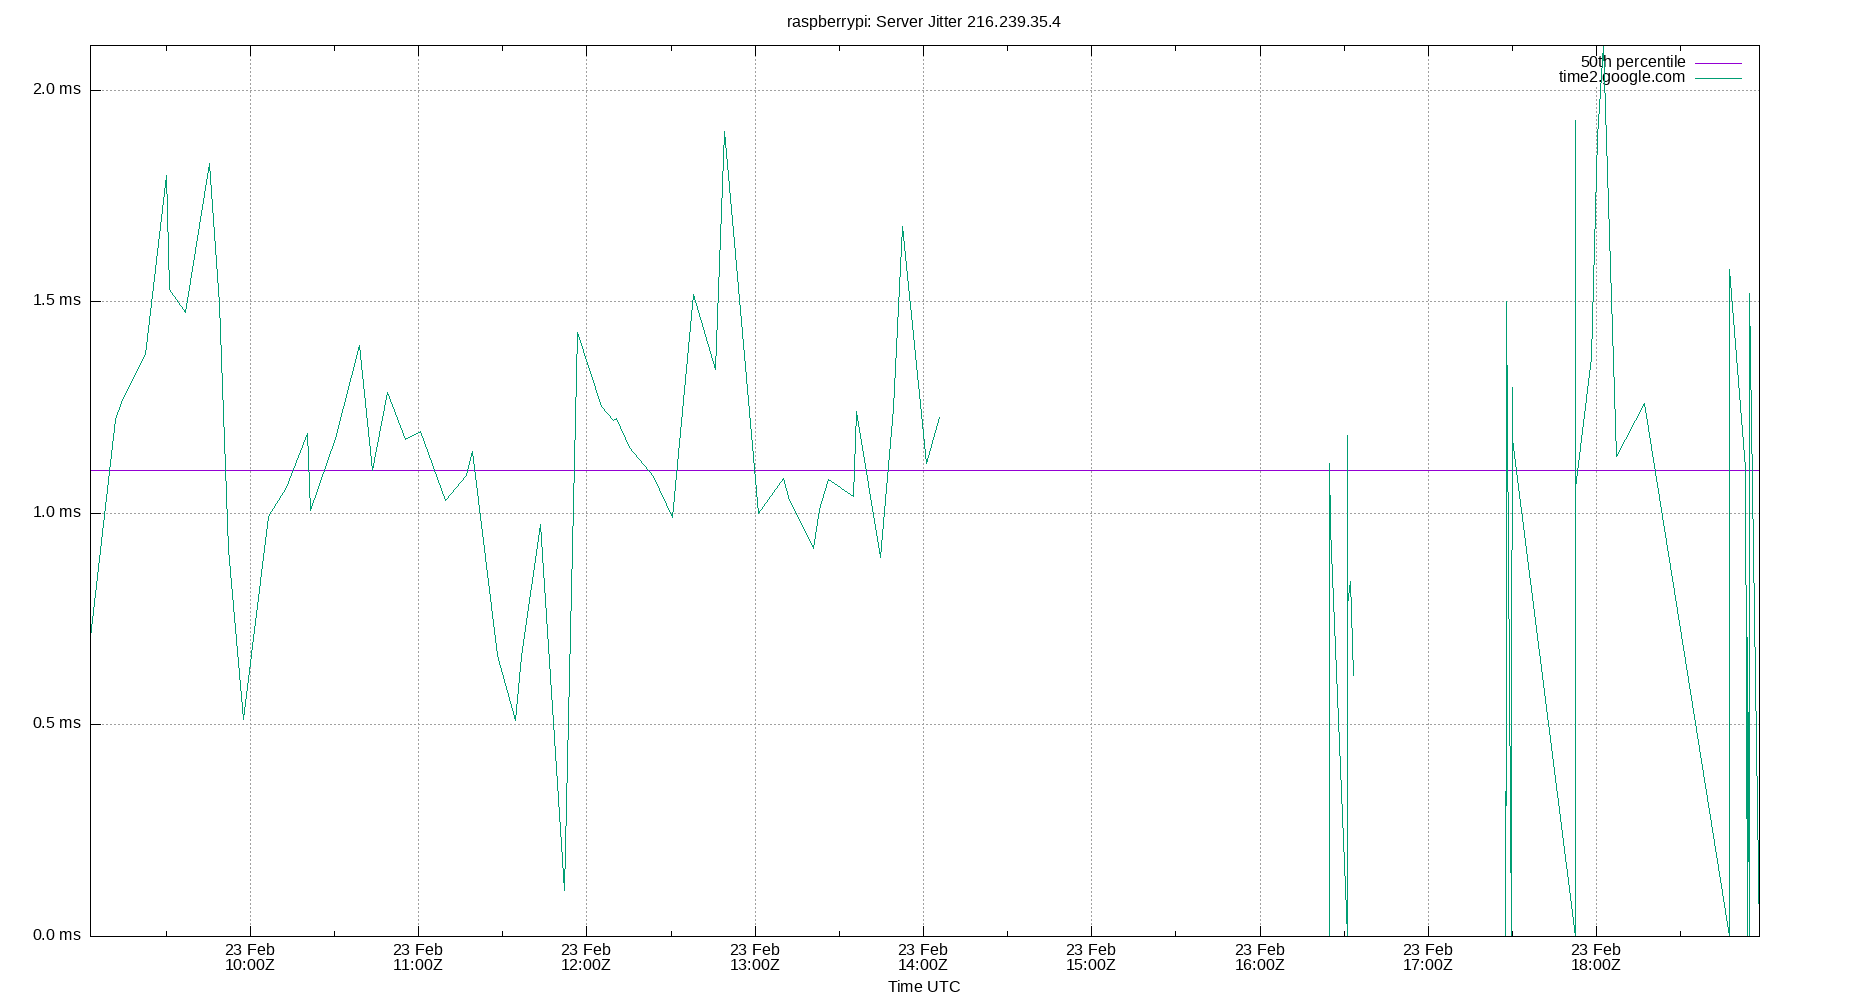 raspberrypi: Server Jitter 216.239.35.4
50th percentile
time2.google.com
2.0 ms
1.5 ms
1.0 ms
0.5 ms
0.0 ms
23 Feb 23 Feb 23 Feb 23 Feb 23 Feb 23 Feb 23 Feb 23 Feb 23 Feb
10:00Z 11:00Z 12:00Z 13:00Z 14:00Z 15:00Z 16:00Z 17:00Z 18:00Z
Time UTC